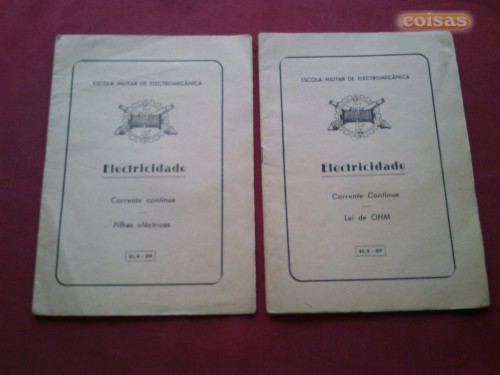 coisas
ESCOLA MILITAR DE ELECTROMECÂNICA
Electricidade
Corrente contínua
Pilhas eléctricas
ESCOLA MILITAR DE ELECTROMECÂNICA
Electricidade
Corrente Contínua
Lei de OHM